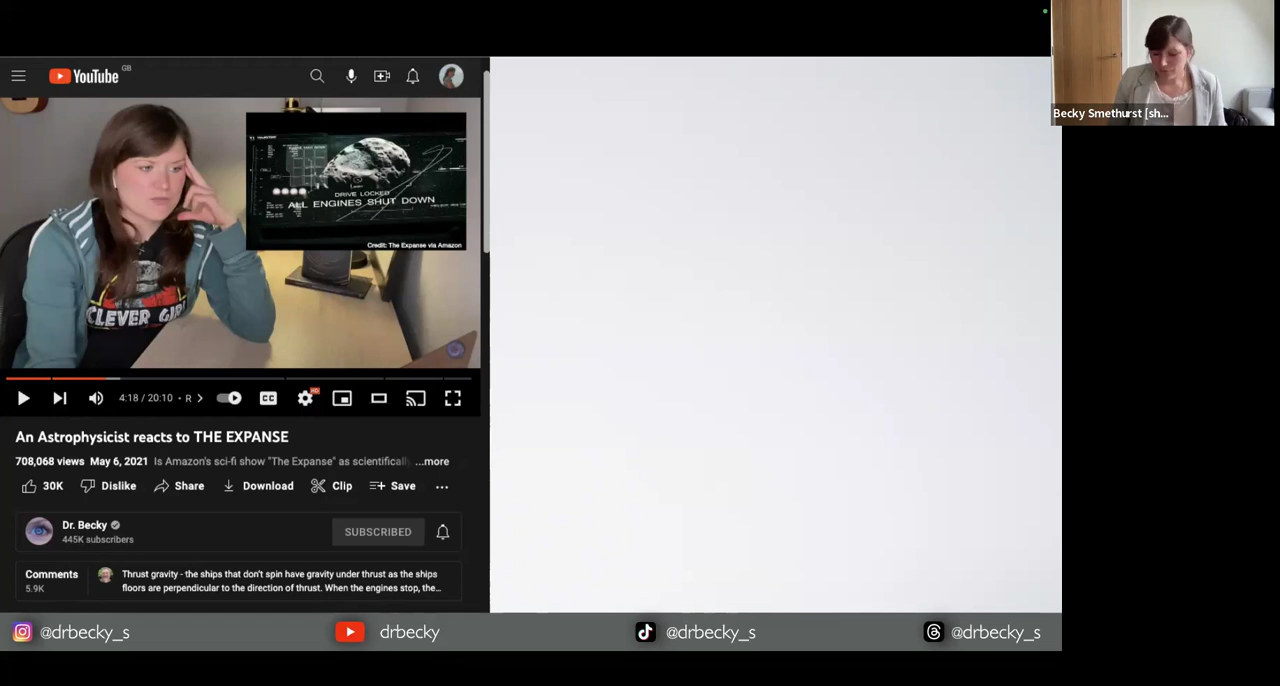 YouTube GB
DRIVE LOCKED
ALL ENGINES SHUT DOWN
Credit: The Expanse via Amazon
CLEVER GIRL
HD
4:18 / 20:10 • R
CC
An Astrophysicist reacts to THE EXPANSE
708,068 views May 6, 2021 Is Amazon's sci-fi show "The Expanse" as scientifically ...more
30K Dislike Share Download Clip Save
Dr. Becky
445K subscribers
SUBSCRIBED
Comments
5.9K
Thrust gravity - the ships that don't spin have gravity under thrust as the ships
floors are perpendicular to the direction of thrust. When the engines stop, the...
@drbecky_s drbecky @drbecky_s @drbecky_s
Becky Smethurst [sh...